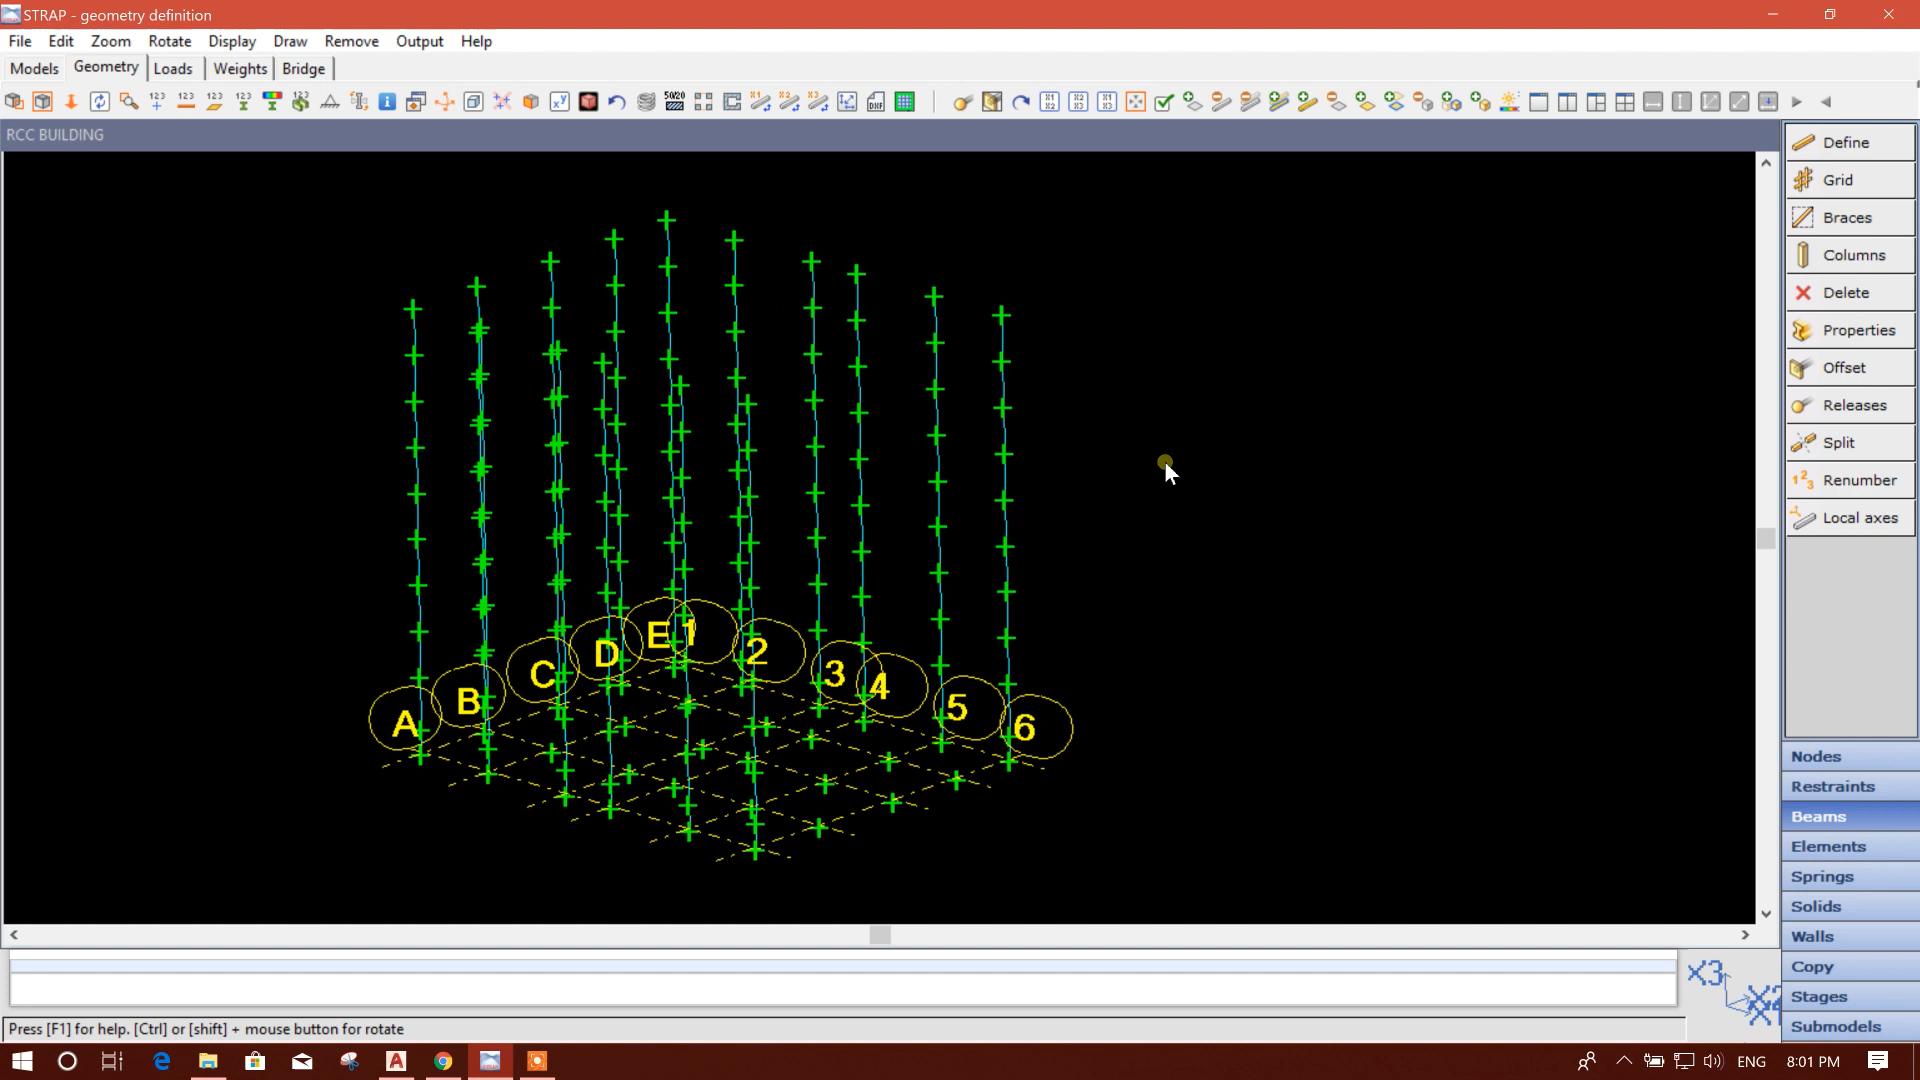 STRAP - geometry definition
File Edit Zoom Rotate Display Draw Remove Output Help
Models Geometry Loads Weights Bridge
RCC BUILDING
Define
Grid
Braces
Columns
Delete
Properties
Offset
Releases
Split
Renumber
Local axes
A B C D E 1 2 3 4 5 6
Nodes
Restraints
Beams
Elements
Springs
Solids
Walls
Copy
Stages
Submodels
X3
Press [F1] for help. [Ctrl] or [shift] + mouse button for rotate
ENG 8:01 PM